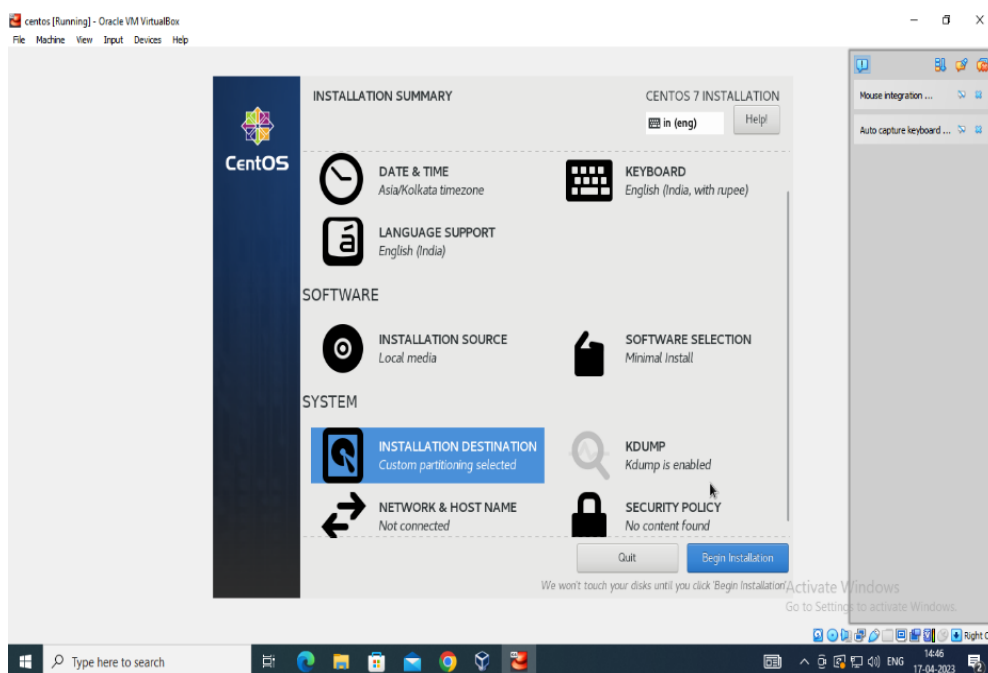 centos [Running] - Oracle VM VirtualBox
File Machine View Input Devices Help
INSTALLATION SUMMARY
CENTOS 7 INSTALLATION
in (eng)
Help!
CentOS
DATE & TIME
Asia/Kolkata timezone
KEYBOARD
English (India, with rupee)
LANGUAGE SUPPORT
English (India)
SOFTWARE
INSTALLATION SOURCE
Local media
SOFTWARE SELECTION
Minimal Install
SYSTEM
INSTALLATION DESTINATION
Custom partitioning selected
KDUMP
Kdump is enabled
NETWORK & HOST NAME
Not connected
SECURITY POLICY
No content found
Quit
Begin Installation
We won't touch your disks until you click 'Begin Installation'
Mouse integration ...
Auto capture keyboard ...
Activate Windows
Go to Settings to activate Windows.
Right C
Type here to search
ENG
14:46
17-04-2023
2